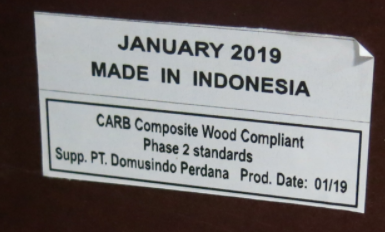 JANUARY 2019
MADE IN INDONESIA
CARB Composite Wood Compliant
Phase 2 standards
Supp. PT. Domusindo Perdana Prod. Date: 01/19